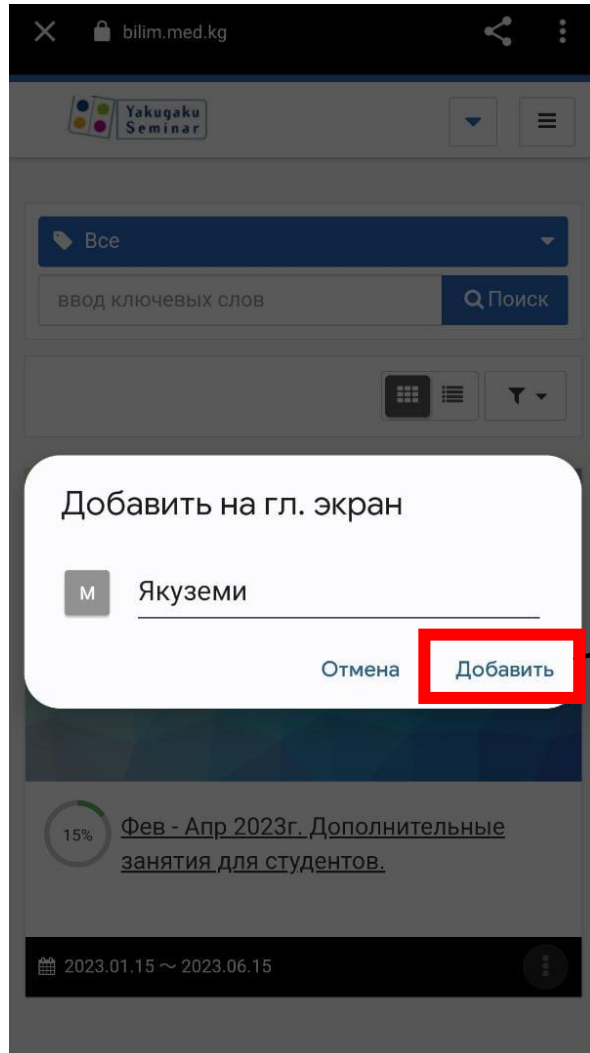 bilim.med.kg
Yakugaku
Seminar
Все
ввод ключевых слов
Поиск
Добавить на гл. экран
M
Якуземи
Отмена
Добавить
15%
Фев - Апр 2023г. Дополнительные
занятия для студентов.
2023.01.15 ~ 2023.06.15